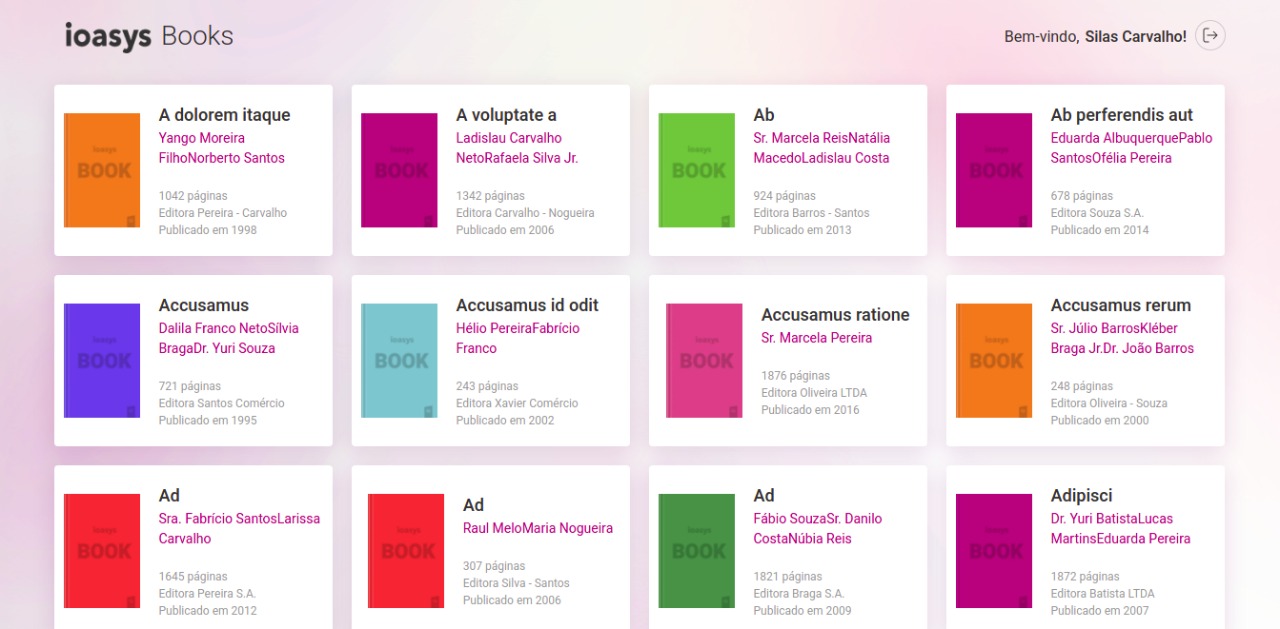 ioasys Books
Bem-vindo, Silas Carvalho!
ioasys
BOOK
A dolorem itaque
Yango Moreira
FilhoNorberto Santos
1042 páginas
Editora Pereira - Carvalho
Publicado em 1998
ioasys
BOOK
A voluptate a
Ladislau Carvalho
NetoRafaela Silva Jr.
1342 páginas
Editora Carvalho - Nogueira
Publicado em 2006
ioasys
BOOK
Ab
Sr. Marcela ReisNatália
MacedoLadislau Costa
924 páginas
Editora Barros - Santos
Publicado em 2013
ioasys
BOOK
Ab perferendis aut
Eduarda AlbuquerquePablo
SantosOfélia Pereira
678 páginas
Editora Souza S.A.
Publicado em 2014
ioasys
BOOK
Accusamus
Dalila Franco NetoSílvia
BragaDr. Yuri Souza
721 páginas
Editora Santos Comércio
Publicado em 1995
ioasys
BOOK
Accusamus id odit
Hélio PereiraFabrício
Franco
243 páginas
Editora Xavier Comércio
Publicado em 2002
ioasys
BOOK
Accusamus ratione
Sr. Marcela Pereira
1876 páginas
Editora Oliveira LTDA
Publicado em 2016
ioasys
BOOK
Accusamus rerum
Sr. Júlio BarrosKléber
Braga Jr.Dr. João Barros
248 páginas
Editora Oliveira - Souza
Publicado em 2000
ioasys
BOOK
Ad
Sra. Fabrício SantosLarissa
Carvalho
1645 páginas
Editora Pereira S.A.
Publicado em 2012
ioasys
BOOK
Ad
Raul MeloMaria Nogueira
307 páginas
Editora Silva - Santos
Publicado em 2006
ioasys
BOOK
Ad
Fábio SouzaSr. Danilo
CostaNúbia Reis
1821 páginas
Editora Braga S.A.
Publicado em 2009
ioasys
BOOK
Adipisci
Dr. Yuri BatistaLucas
MartinsEduarda Pereira
1872 páginas
Editora Batista LTDA
Publicado em 2007